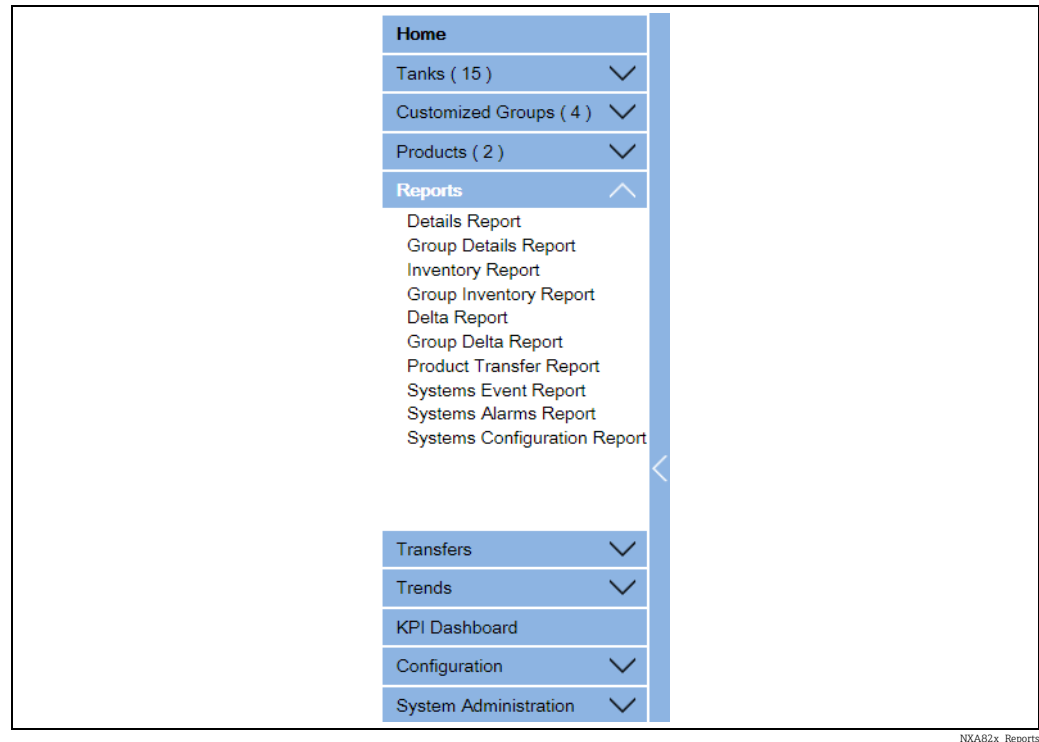 Home
Tanks ( 15 )
Customized Groups ( 4 )
Products ( 2 )
Reports
Details Report
Group Details Report
Inventory Report
Group Inventory Report
Delta Report
Group Delta Report
Product Transfer Report
Systems Event Report
Systems Alarms Report
Systems Configuration Report
Transfers
Trends
KPI Dashboard
Configuration
System Administration
NXA82x_Reports